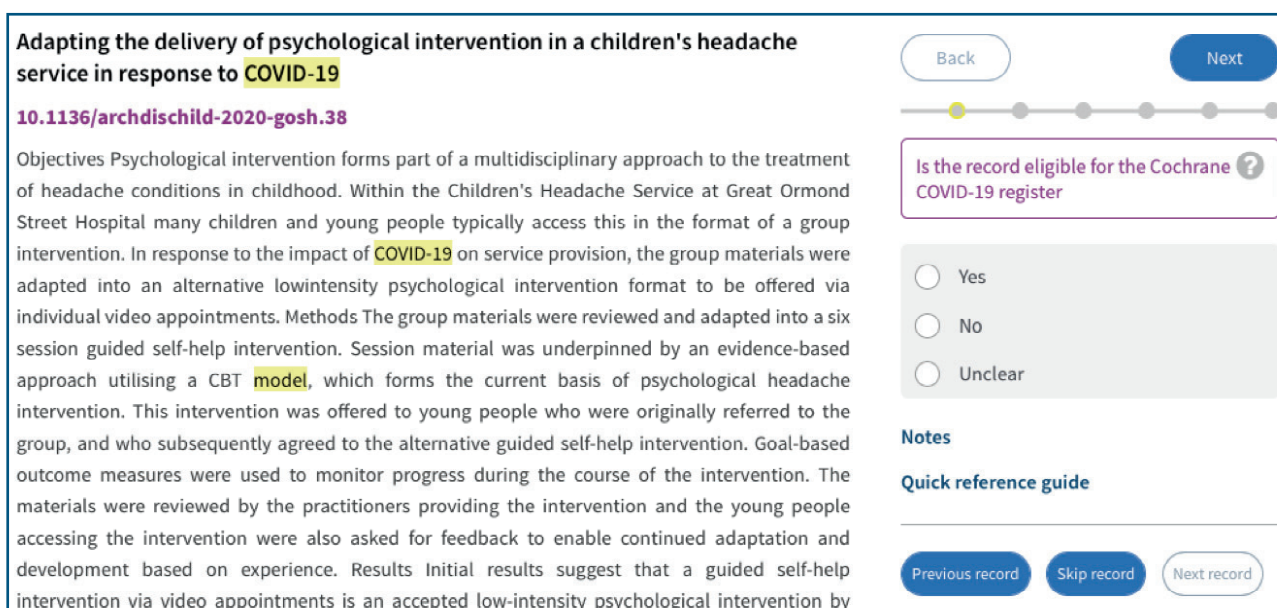 Adapting the delivery of psychological intervention in a children's headache
service in response to COVID-19
10.1136/archdischild-2020-gosh.38
Objectives Psychological intervention forms part of a multidisciplinary approach to the treatment
of headache conditions in childhood. Within the Children's Headache Service at Great Ormond
Street Hospital many children and young people typically access this in the format of a group
intervention. In response to the impact of COVID-19 on service provision, the group materials were
adapted into an alternative lowintensity psychological intervention format to be offered via
individual video appointments. Methods The group materials were reviewed and adapted into a six
session guided self-help intervention. Session material was underpinned by an evidence-based
approach utilising a CBT model, which forms the current basis of psychological headache
intervention. This intervention was offered to young people who were originally referred to the
group, and who subsequently agreed to the alternative guided self-help intervention. Goal-based
outcome measures were used to monitor progress during the course of the intervention. The
materials were reviewed by the practitioners providing the intervention and the young people
accessing the intervention were also asked for feedback to enable continued adaptation and
development based on experience. Results Initial results suggest that a guided self-help
intervention via video appointments is an accepted low-intensity psychological intervention by
Back
Next
Is the record eligible for the Cochrane ?
COVID-19 register
Yes
No
Unclear
Notes
Quick reference guide
Previous record
Skip record
Next record